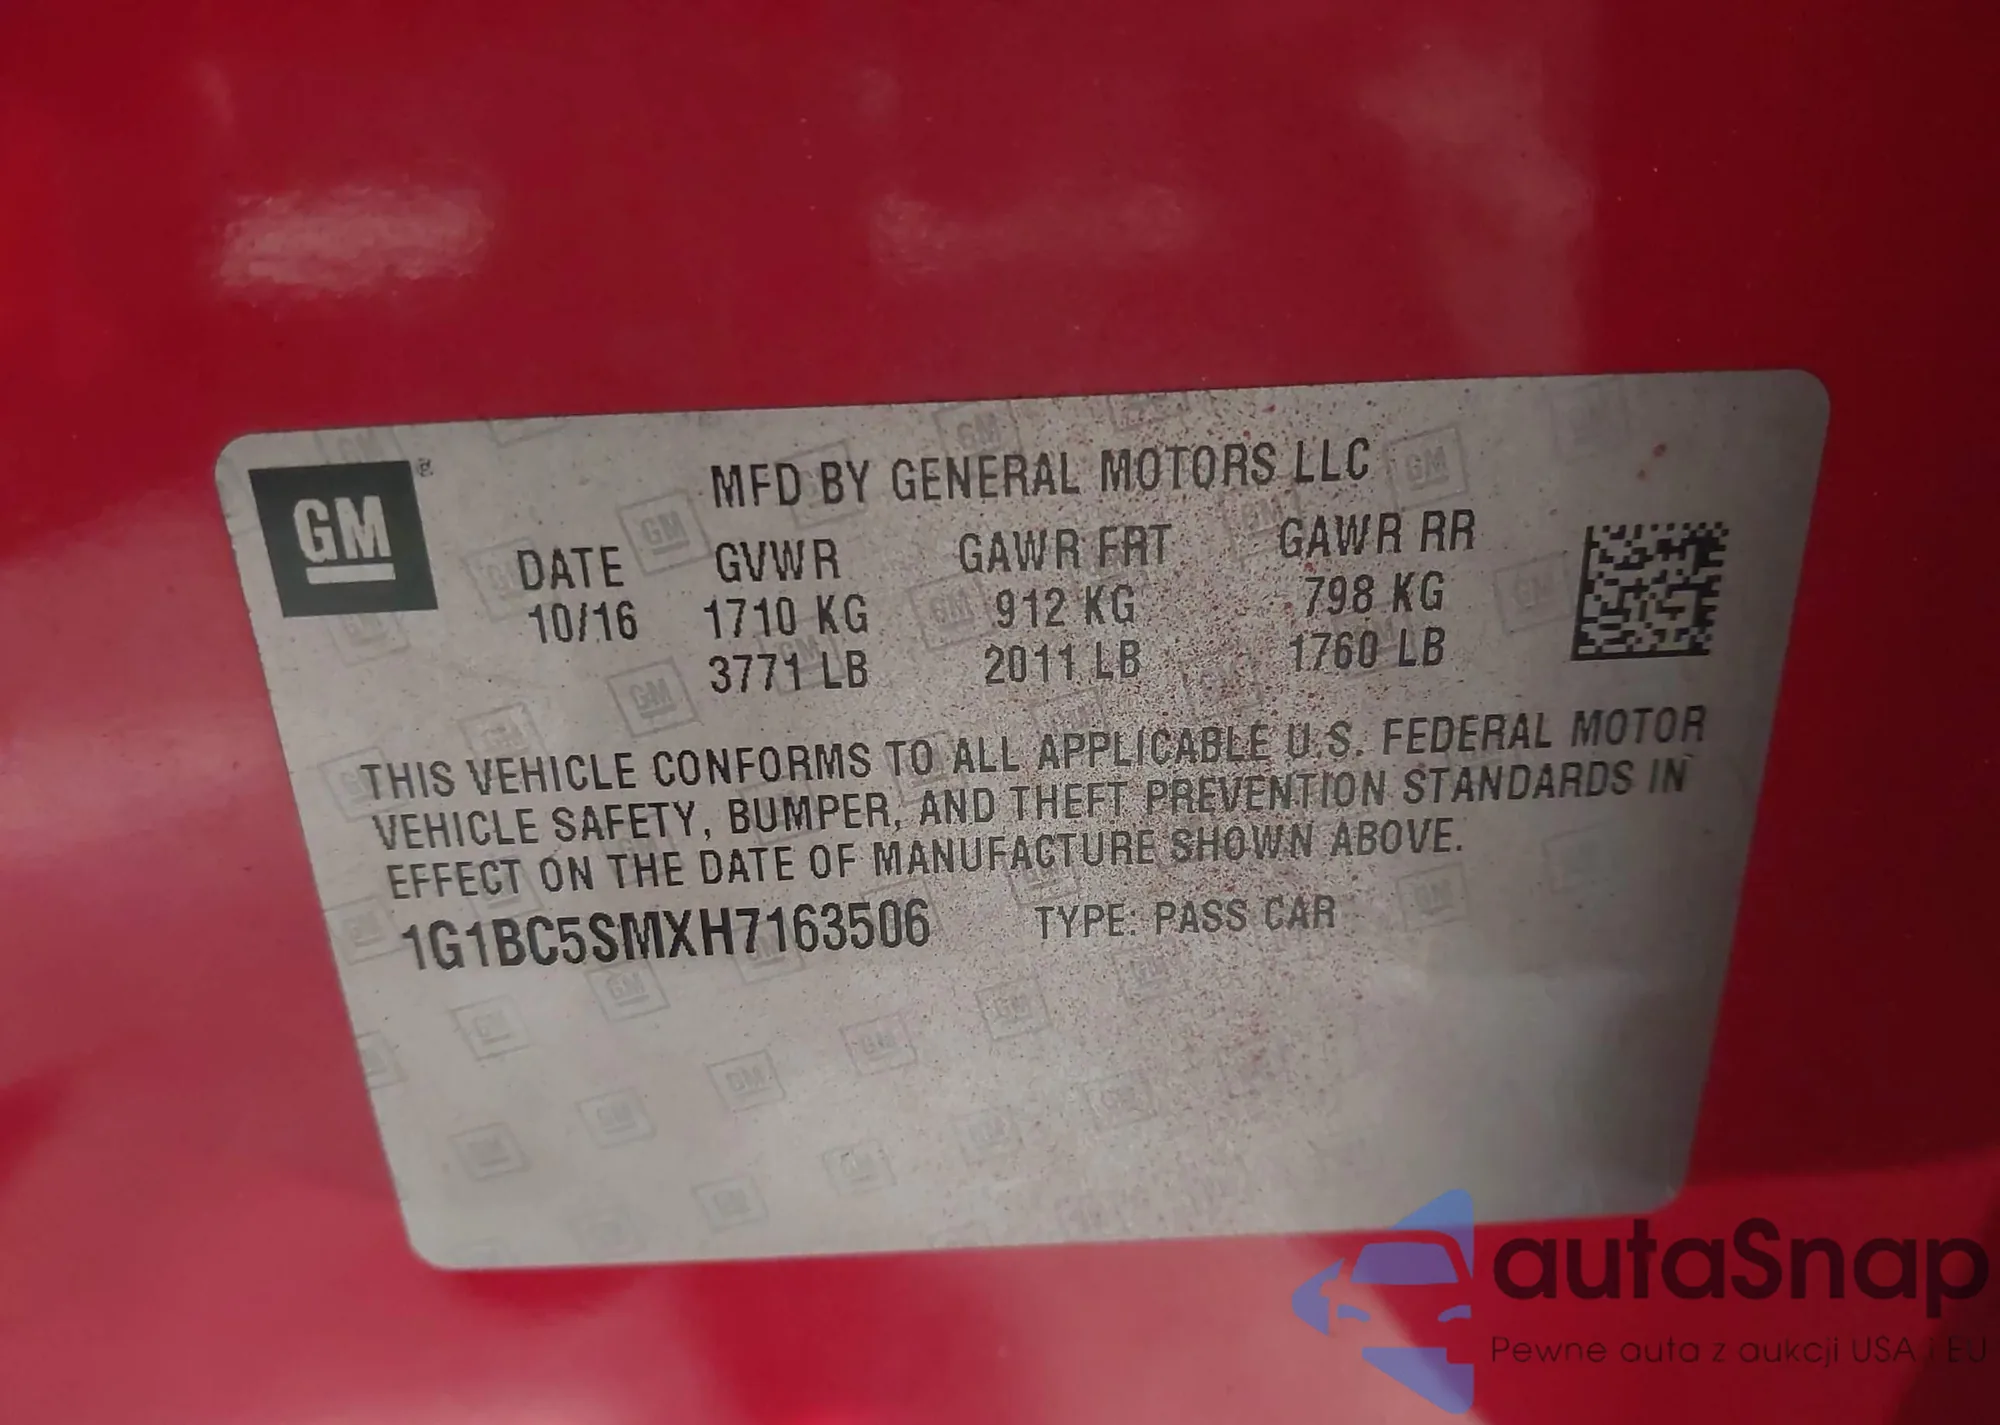 GM ®
MFD BY GENERAL MOTORS LLC
DATE GVWR GAWR FRT GAWR RR
10/16 1710 KG 912 KG 798 KG
3771 LB 2011 LB 1760 LB
THIS VEHICLE CONFORMS TO ALL APPLICABLE U.S. FEDERAL MOTOR
VEHICLE SAFETY, BUMPER, AND THEFT PREVENTION STANDARDS IN
EFFECT ON THE DATE OF MANUFACTURE SHOWN ABOVE.
1G1BC5SMXH7163506 TYPE: PASS CAR
autaSnap
Pewne auta z aukcji USA i EU